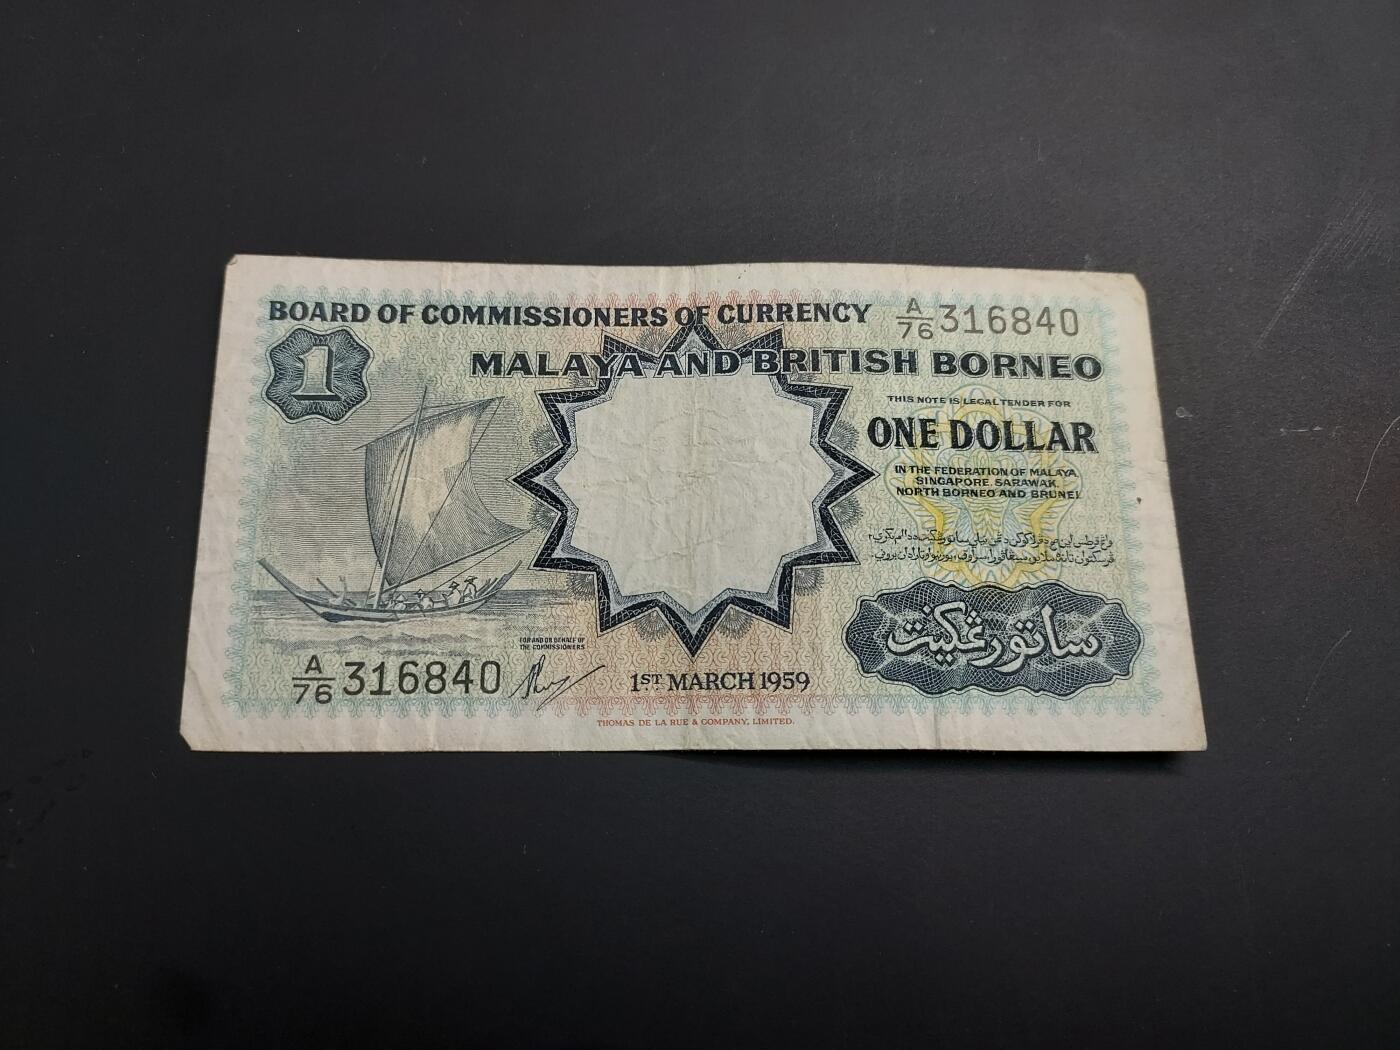 BOARD OF COMMISSIONERS OF CURRENCY
A/76 316840
1
MALAYA AND BRITISH BORNEO
THIS NOTE IS LEGAL TENDER FOR
ONE DOLLAR
IN THE FEDERATION OF MALAYA,
SINGAPORE, SARAWAK,
NORTH BORNEO AND BRUNEI.
ساتو رڠݢيت
FOR AND ON BEHALF OF
THE COMMISSIONERS
A/76 316840
1ST MARCH 1959
THOMAS DE LA RUE & COMPANY, LIMITED.